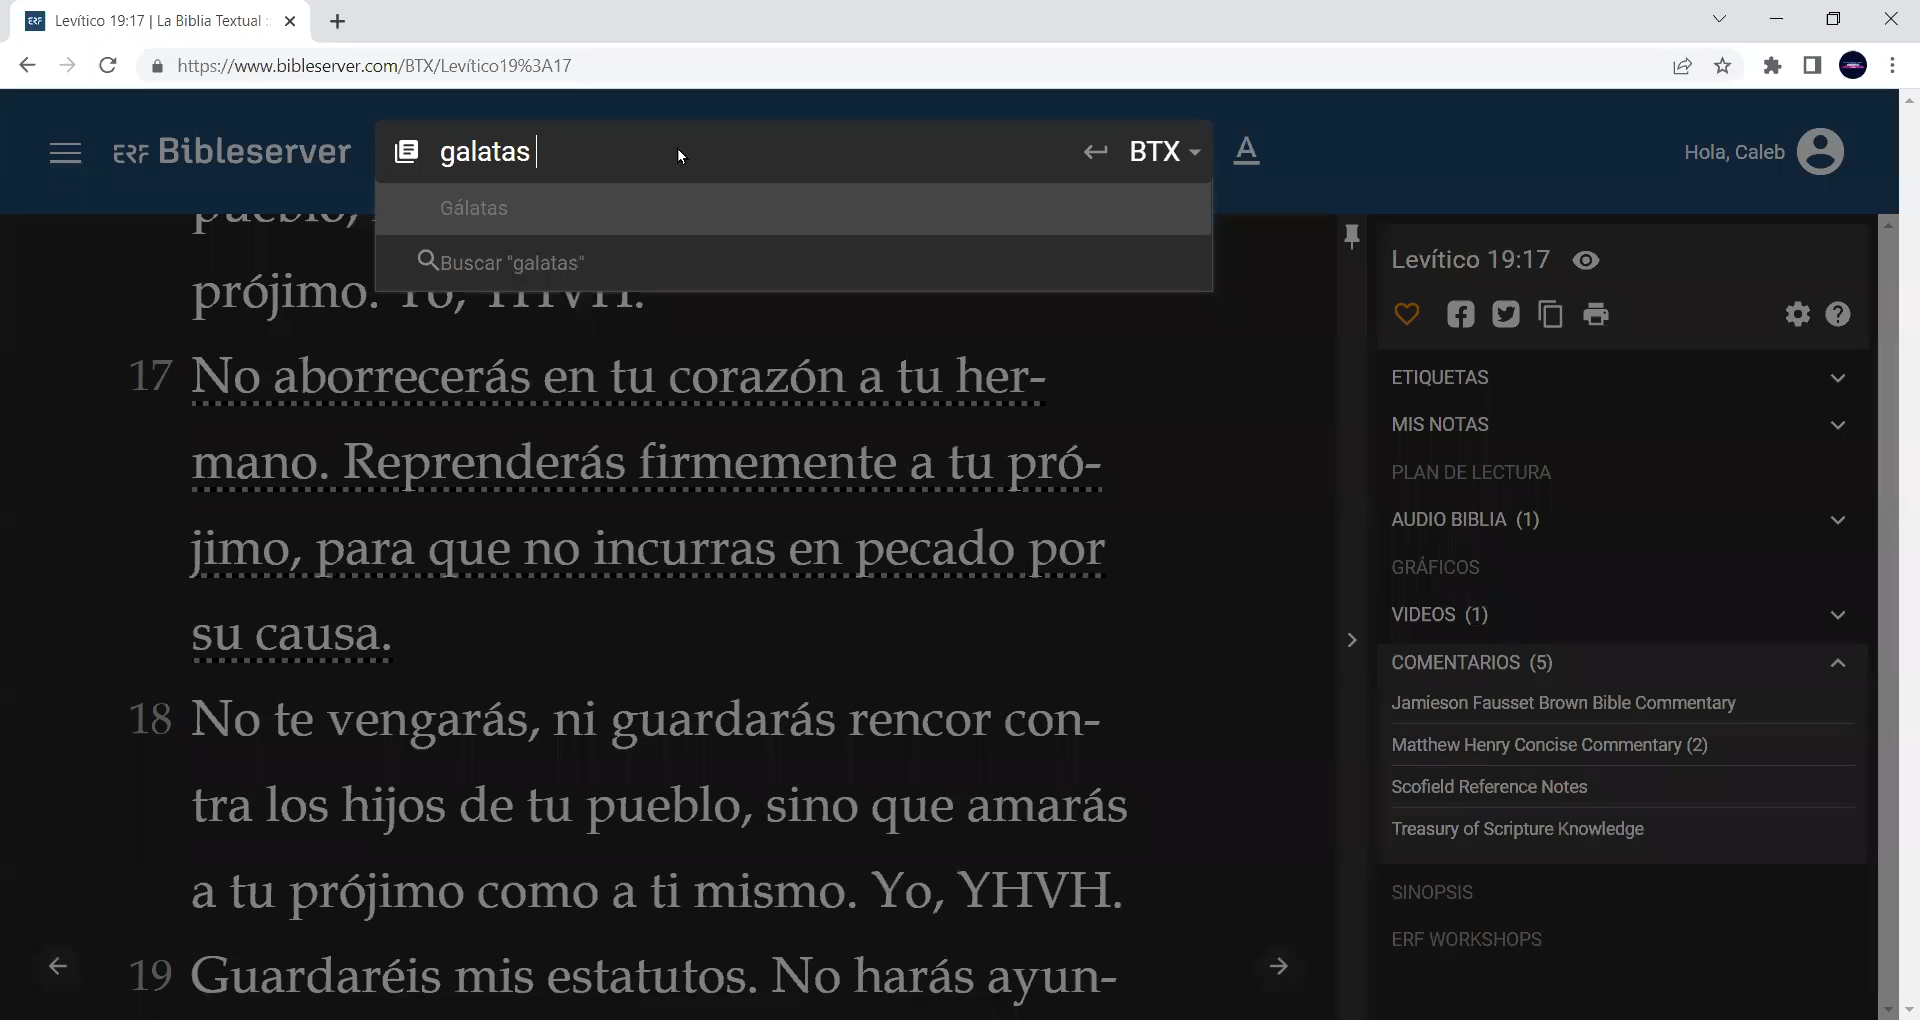 Levítico 19:17 | La Biblia Textual ::
https://www.bibleserver.com/BTX/Levítico19%3A17
ERF Bibleserver
galatas
BTX
A
Hola, Caleb
Gálatas
Buscar "galatas"
prójimo. Yo, YHVH.
17 No aborrecerás en tu corazón a tu her-
mano. Reprenderás firmemente a tu pró-
jimo, para que no incurras en pecado por
su causa.
18 No te vengarás, ni guardarás rencor con-
tra los hijos de tu pueblo, sino que amarás
a tu prójimo como a ti mismo. Yo, YHVH.
19 Guardaréis mis estatutos. No harás ayun-
Levítico 19:17
ETIQUETAS
MIS NOTAS
PLAN DE LECTURA
AUDIO BIBLIA (1)
GRÁFICOS
VIDEOS (1)
COMENTARIOS (5)
Jamieson Fausset Brown Bible Commentary
Matthew Henry Concise Commentary (2)
Scofield Reference Notes
Treasury of Scripture Knowledge
SINOPSIS
ERF WORKSHOPS